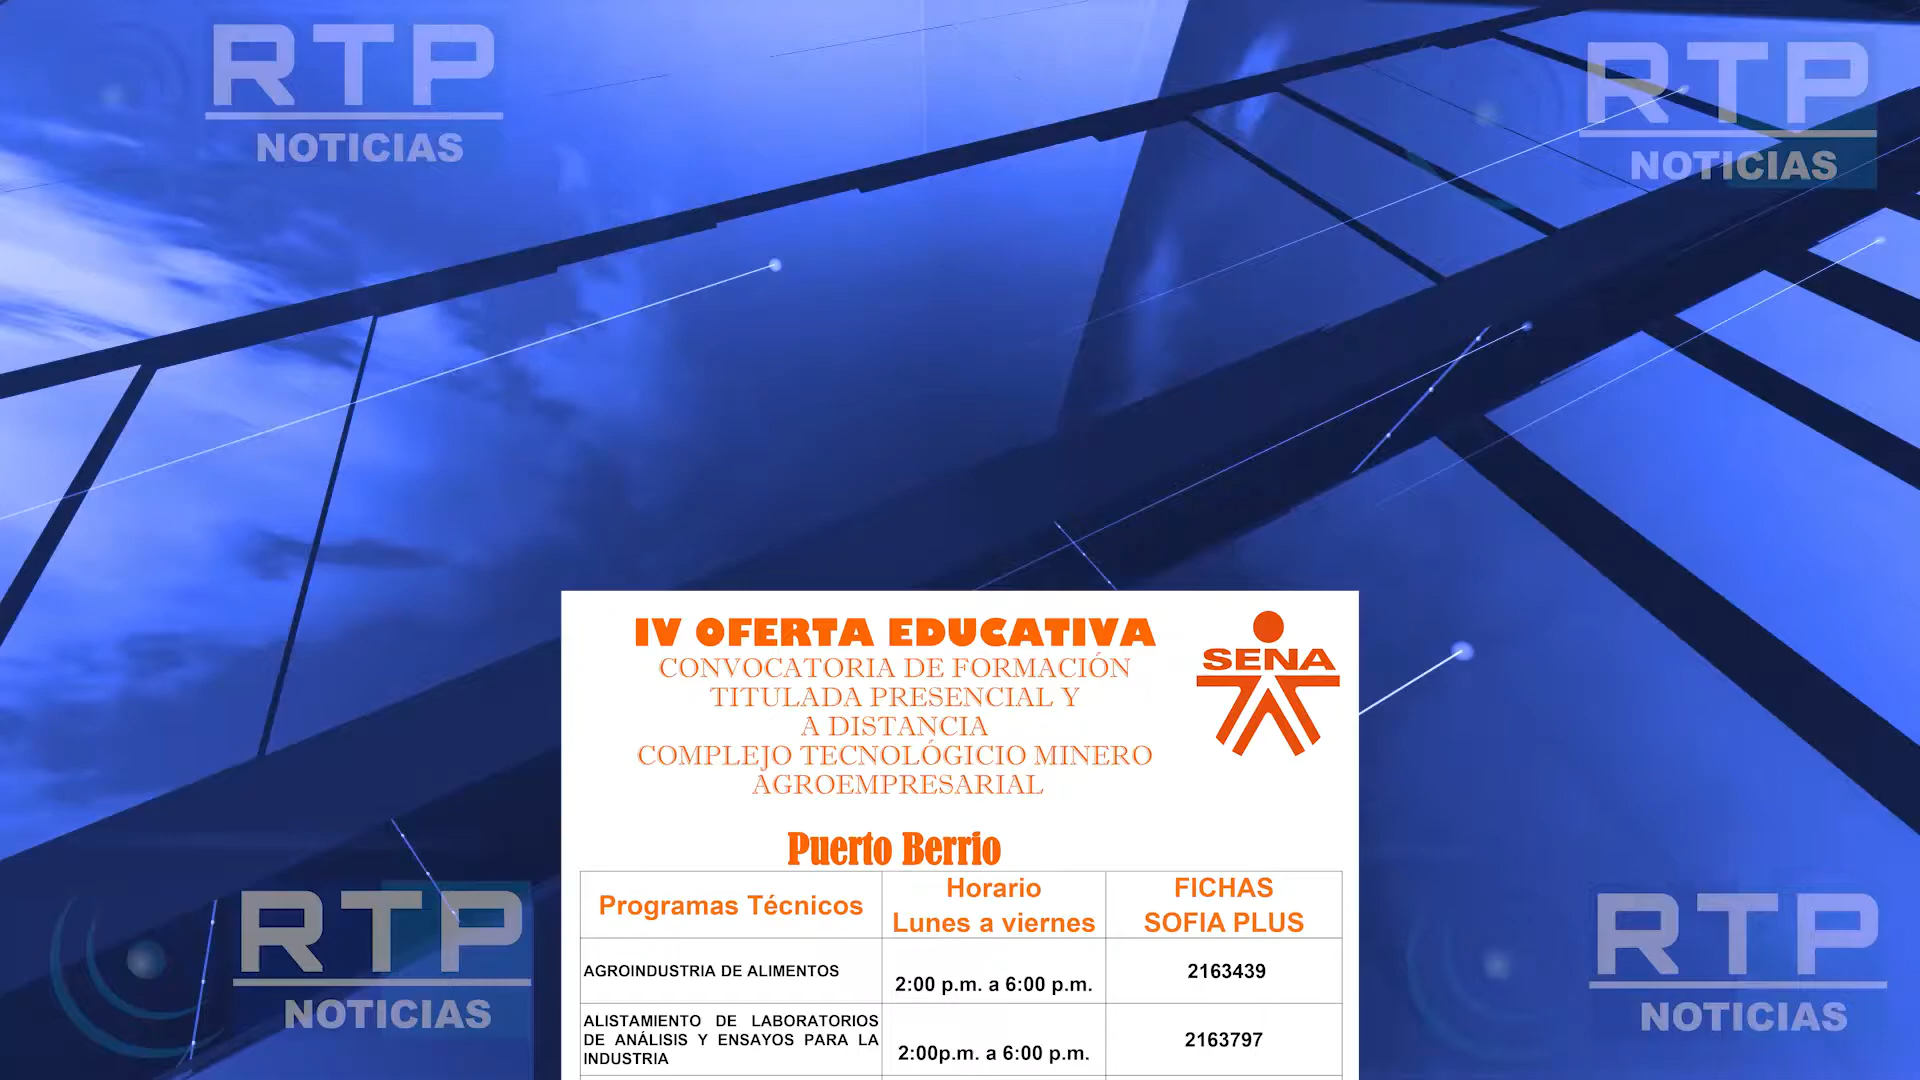 RTP
NOTICIAS
RTP
NOTICIAS
IV OFERTA EDUCATIVA
CONVOCATORIA DE FORMACIÓN
TITULADA PRESENCIAL Y
A DISTANCIA
COMPLEJO TECNOLÓGICIO MINERO
AGROEMPRESARIAL
SENA
Puerto Berrio
Programas Técnicos
Horario
Lunes a viernes
FICHAS
SOFIA PLUS
AGROINDUSTRIA DE ALIMENTOS
2:00 p.m. a 6:00 p.m.
2163439
ALISTAMIENTO DE LABORATORIOS
DE ANÁLISIS Y ENSAYOS PARA LA
INDUSTRIA
2:00p.m. a 6:00 p.m.
2163797
RTP
NOTICIAS
RTP
NOTICIAS